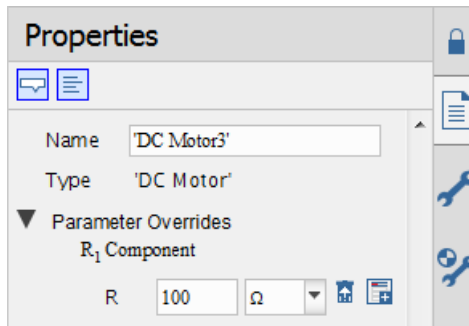 Properties
Name 'DC Motor3'
Type 'DC Motor'
Parameter Overrides
R₁ Component
R 100 Ω